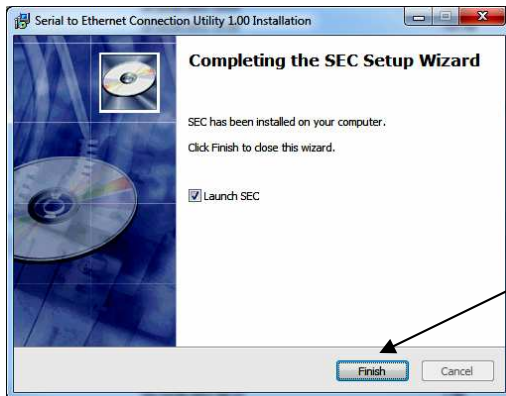 Serial to Ethernet Connection Utility 1.00 Installation
Completing the SEC Setup Wizard
SEC has been installed on your computer.
Click Finish to close this wizard.
Launch SEC
Finish
Cancel